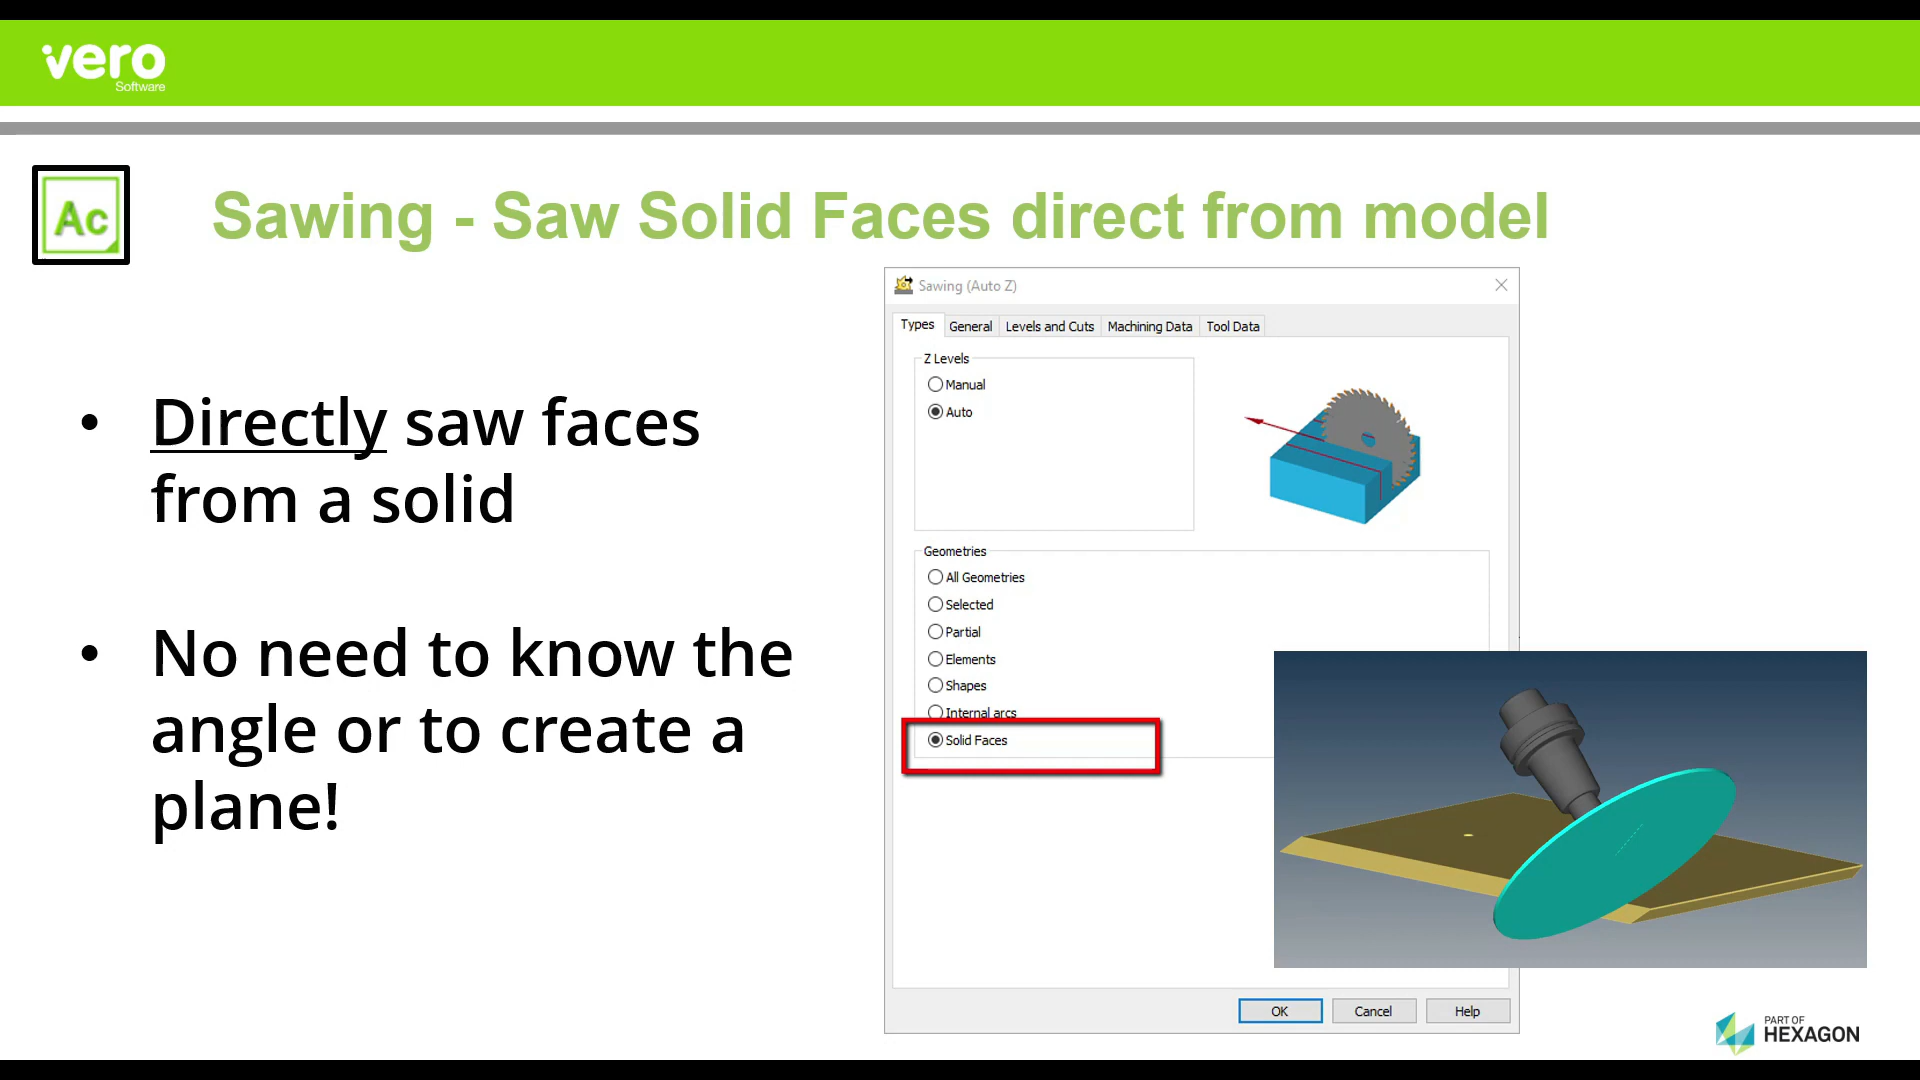 vero
Software
Ac
Sawing - Saw Solid Faces direct from model
• Directly saw faces
from a solid
• No need to know the
angle or to create a
plane!
Sawing (Auto Z)
Types General Levels and Cuts Machining Data Tool Data
Z Levels
Manual
Auto
Geometries
All Geometries
Selected
Partial
Elements
Shapes
Internal arcs
Solid Faces
OK Cancel Help
PART OF
HEXAGON